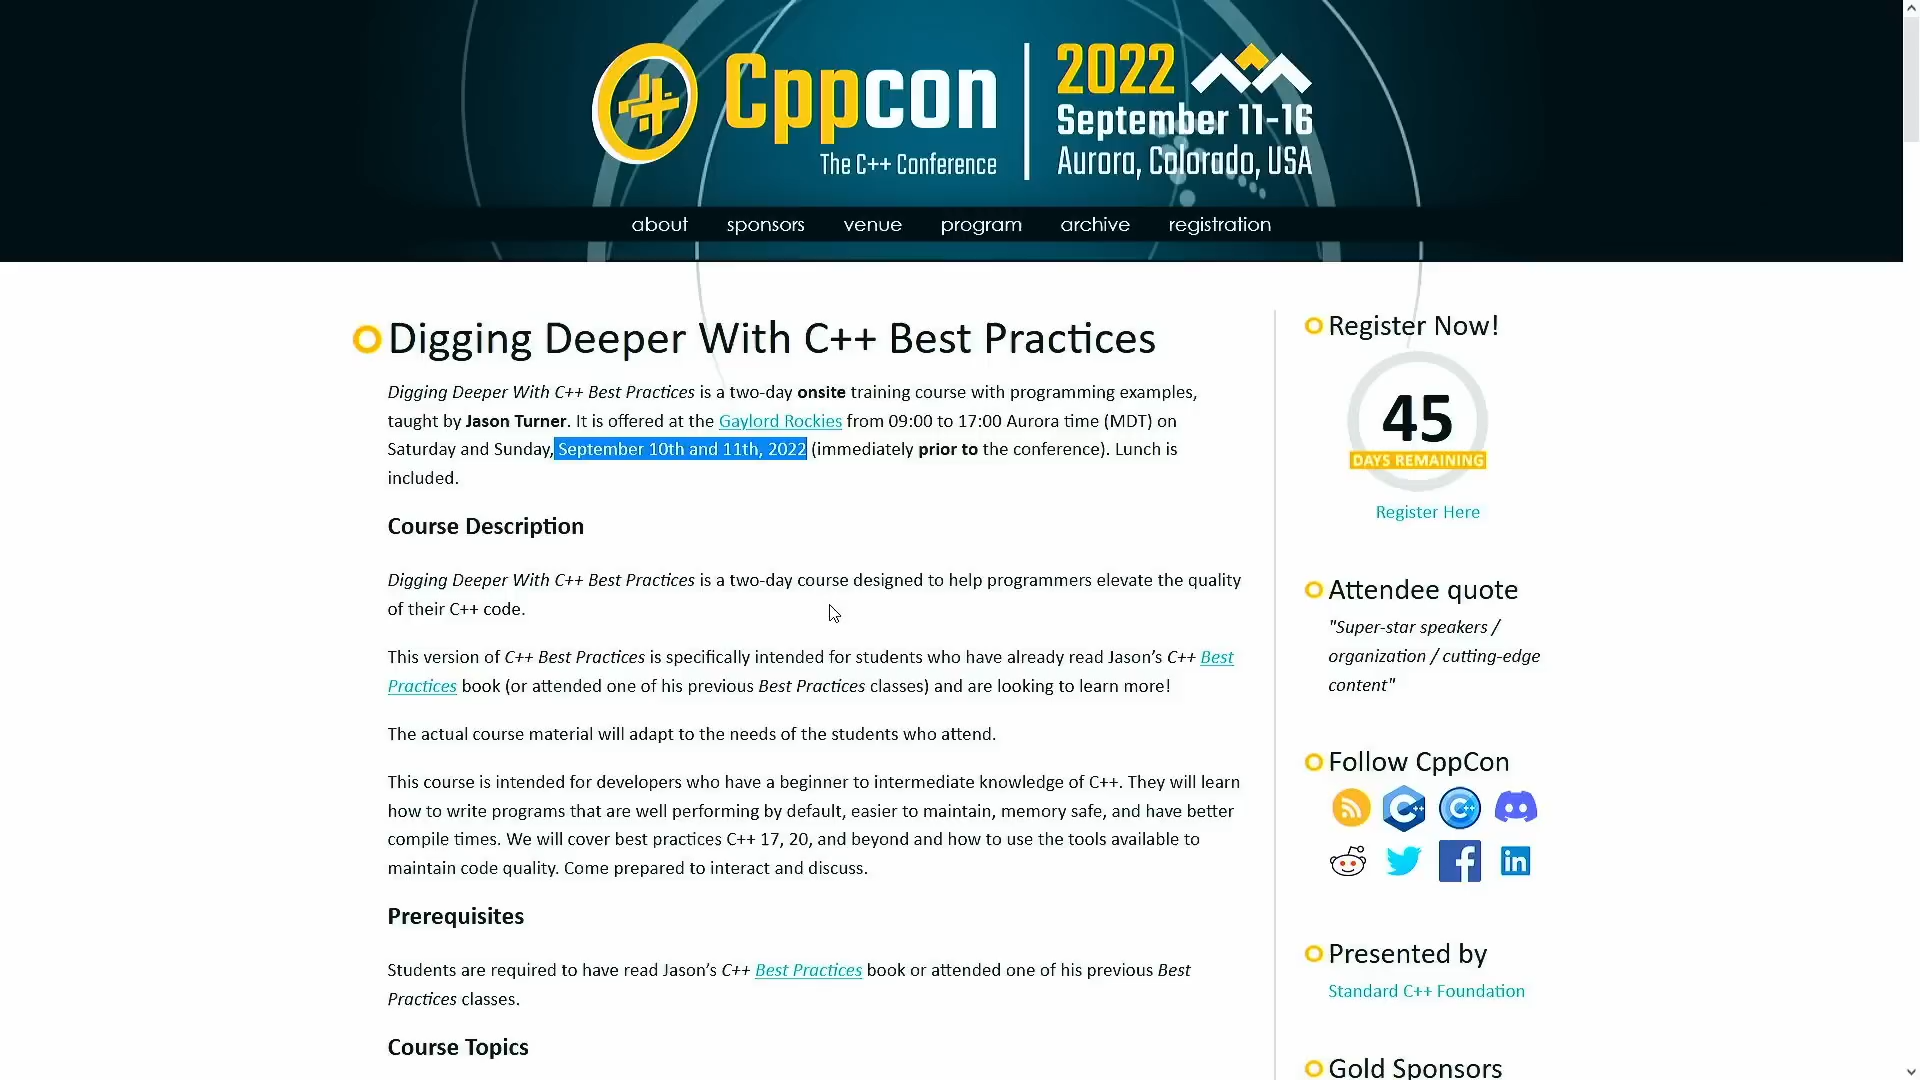 Cppcon
The C++ Conference
2022
September 11-16
Aurora, Colorado, USA
about sponsors venue program archive registration
Digging Deeper With C++ Best Practices
Digging Deeper With C++ Best Practices is a two-day onsite training course with programming examples,
taught by Jason Turner. It is offered at the Gaylord Rockies from 09:00 to 17:00 Aurora time (MDT) on
Saturday and Sunday, September 10th and 11th, 2022 (immediately prior to the conference). Lunch is
included.
Course Description
Digging Deeper With C++ Best Practices is a two-day course designed to help programmers elevate the quality
of their C++ code.
This version of C++ Best Practices is specifically intended for students who have already read Jason’s C++ Best
Practices book (or attended one of his previous Best Practices classes) and are looking to learn more!
The actual course material will adapt to the needs of the students who attend.
This course is intended for developers who have a beginner to intermediate knowledge of C++. They will learn
how to write programs that are well performing by default, easier to maintain, memory safe, and have better
compile times. We will cover best practices C++ 17, 20, and beyond and how to use the tools available to
maintain code quality. Come prepared to interact and discuss.
Prerequisites
Students are required to have read Jason’s C++ Best Practices book or attended one of his previous Best
Practices classes.
Course Topics
Register Now!
45
DAYS REMAINING
Register Here
Attendee quote
"Super-star speakers /
organization / cutting-edge
content"
Follow CppCon
Presented by
Standard C++ Foundation
Gold Sponsors